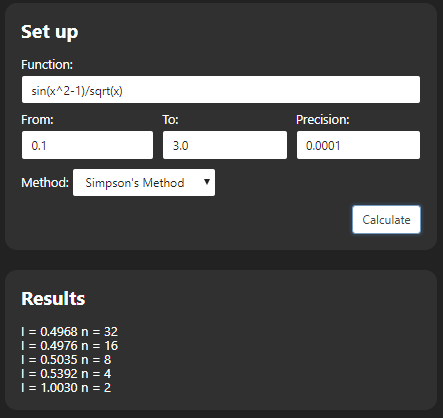 Set up
Function:
sin(x^2-1)/sqrt(x)
From: To: Precision:
0.1 3.0 0.0001
Method: Simpson's Method
Calculate
Results
I = 0.4968 n = 32
I = 0.4976 n = 16
I = 0.5035 n = 8
I = 0.5392 n = 4
I = 1.0030 n = 2